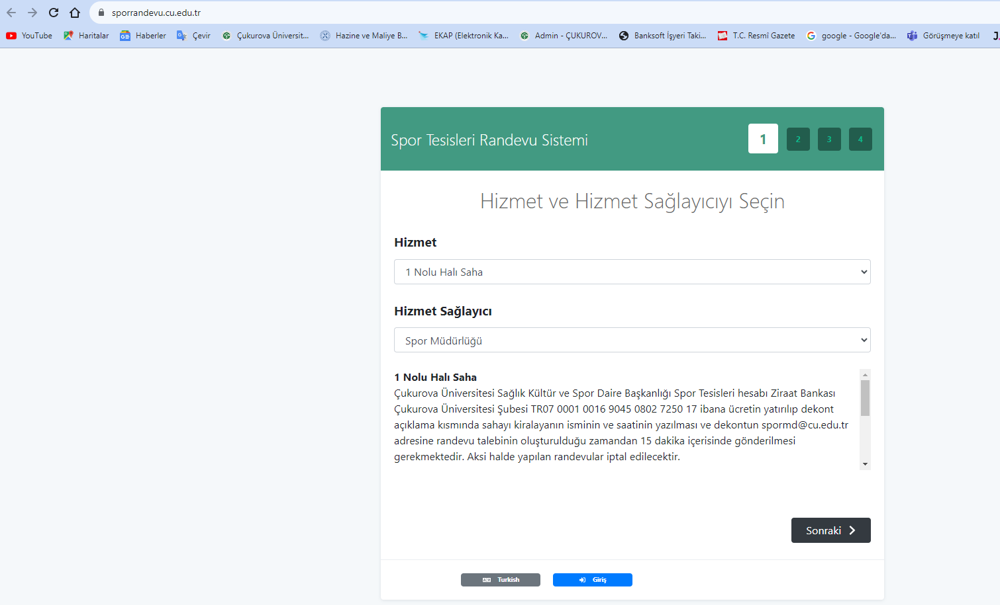 sporrandevu.cu.edu.tr
YouTube Haritalar Haberler Çevir Çukurova Üniversit... Hazine ve Maliye B... EKAP (Elektronik Ka... Admin - ÇUKUROV... Banksoft İşyeri Taki... T.C. Resmî Gazete google - Google'da... Görüşmeye katıl
Spor Tesisleri Randevu Sistemi 1 2 3 4
Hizmet ve Hizmet Sağlayıcıyı Seçin
Hizmet
1 Nolu Halı Saha
Hizmet Sağlayıcı
Spor Müdürlüğü
1 Nolu Halı Saha
Çukurova Üniversitesi Sağlık Kültür ve Spor Daire Başkanlığı Spor Tesisleri hesabı Ziraat Bankası
Çukurova Üniversitesi Şubesi TR07 0001 0016 9045 0802 7250 17 ibana ücretin yatırılıp dekont
açıklama kısmında sahayı kiralayanın isminin ve saatinin yazılması ve dekontun spormd@cu.edu.tr
adresine randevu talebinin oluşturulduğu zamandan 15 dakika içerisinde gönderilmesi
gerekmektedir. Aksi halde yapılan randevular iptal edilecektir.
Sonraki
Turkish Giriş